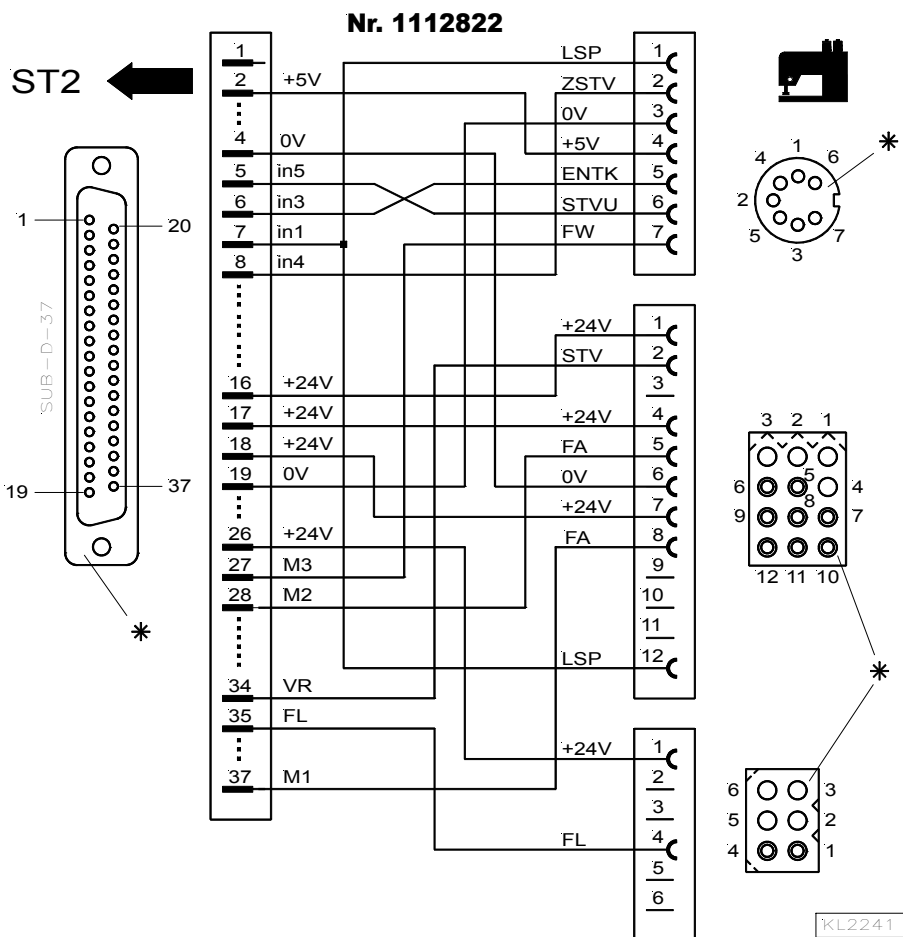 Nr. 1112822
ST2
SUB-D-37
1
20
19
37
1
2 +5V
4 0V
5 in5
6 in3
7 in1
8 in4
16 +24V
17 +24V
18 +24V
19 0V
26 +24V
27 M3
28 M2
34 VR
35 FL
37 M1
LSP 1
ZSTV 2
0V 3
+5V 4
ENTK 5
STVU 6
FW 7
+24V 1
STV 2
3
+24V 4
FA 5
0V 6
+24V 7
FA 8
9
10
11
LSP 12
+24V 1
2
3
FL 4
5
6
4 1 6
2
5 3 7
*
3 2 1
6 5 4
9 8 7
12 11 10
*
6 3
5 2
4 1
*
KL2241